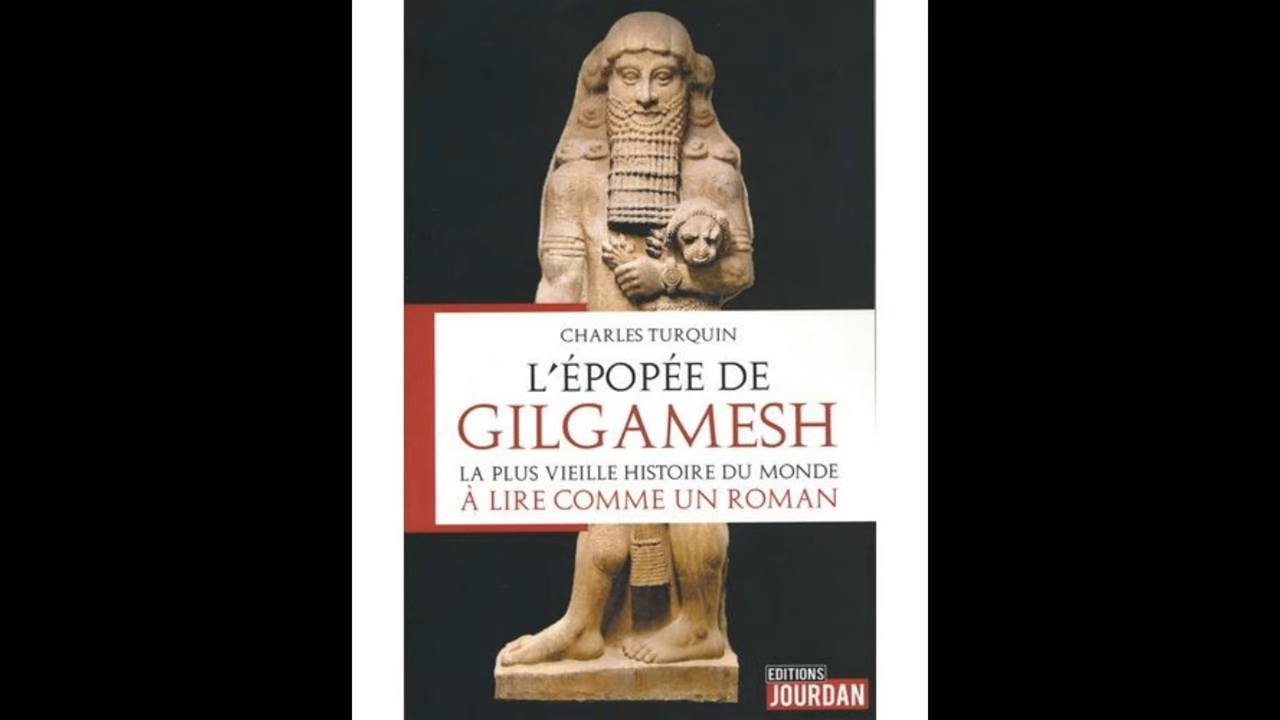 CHARLES TURQUIN
L'ÉPOPÉE DE
GILGAMESH
LA PLUS VIEILLE HISTOIRE DU MONDE
À LIRE COMME UN ROMAN
EDITIONS
JOURDAN